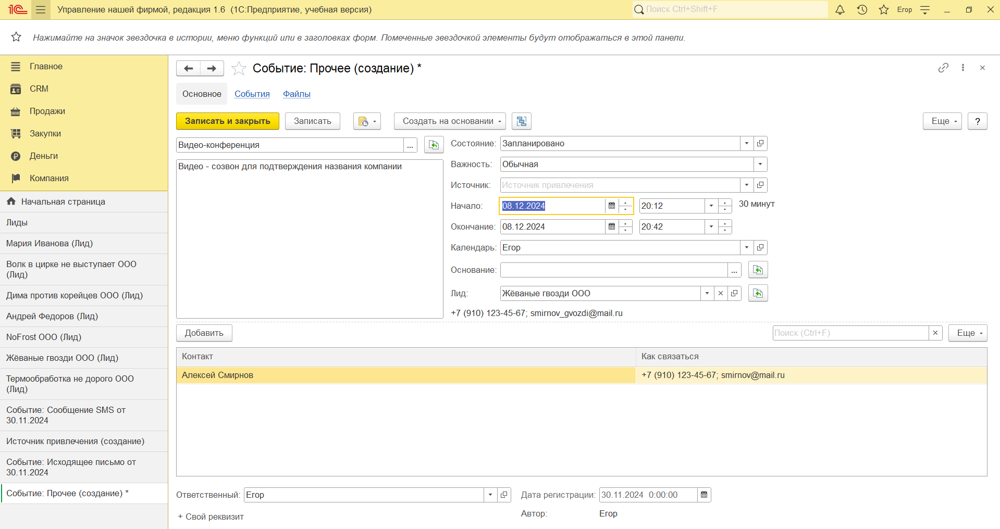 1С Управление нашей фирмой, редакция 1.6 (1С:Предприятие, учебная версия)
Поиск Ctrl+Shift+F
Егор
Нажимайте на значок звездочка в истории, меню функций или в заголовках форм. Помеченные звездочкой элементы будут отображаться в этой панели.
Главное
CRM
Продажи
Закупки
Деньги
Компания
Начальная страница
Лиды
Мария Иванова (Лид)
Волк в цирке не выступает ООО
(Лид)
Дима против корейцев ООО (Лид)
Андрей Федоров (Лид)
NoFrost ООО (Лид)
Жёваные гвозди ООО (Лид)
Термообработка не дорого ООО
(Лид)
Событие: Сообщение SMS от
30.11.2024
Источник привлечения (создание)
Событие: Исходящее письмо от
30.11.2024
Событие: Прочее (создание) *
Событие: Прочее (создание) *
Основное События Файлы
Записать и закрыть Записать Создать на основании Еще ?
Видео-конференция ...
Видео - созвон для подтверждения названия компании
Состояние: Запланировано
Важность: Обычная
Источник: Источник привлечения
Начало: 08.12.2024 20:12 30 минут
Окончание: 08.12.2024 20:42
Календарь: Егор
Основание: ...
Лид: Жёваные гвозди ООО
+7 (910) 123-45-67; smirnov_gvozdi@mail.ru
Добавить Поиск (Ctrl+F) Еще
Контакт Как связаться
Алексей Смирнов +7 (910) 123-45-67; smirnov@mail.ru
Ответственный: Егор Дата регистрации: 30.11.2024 0:00:00
+ Свой реквизит Автор: Егор